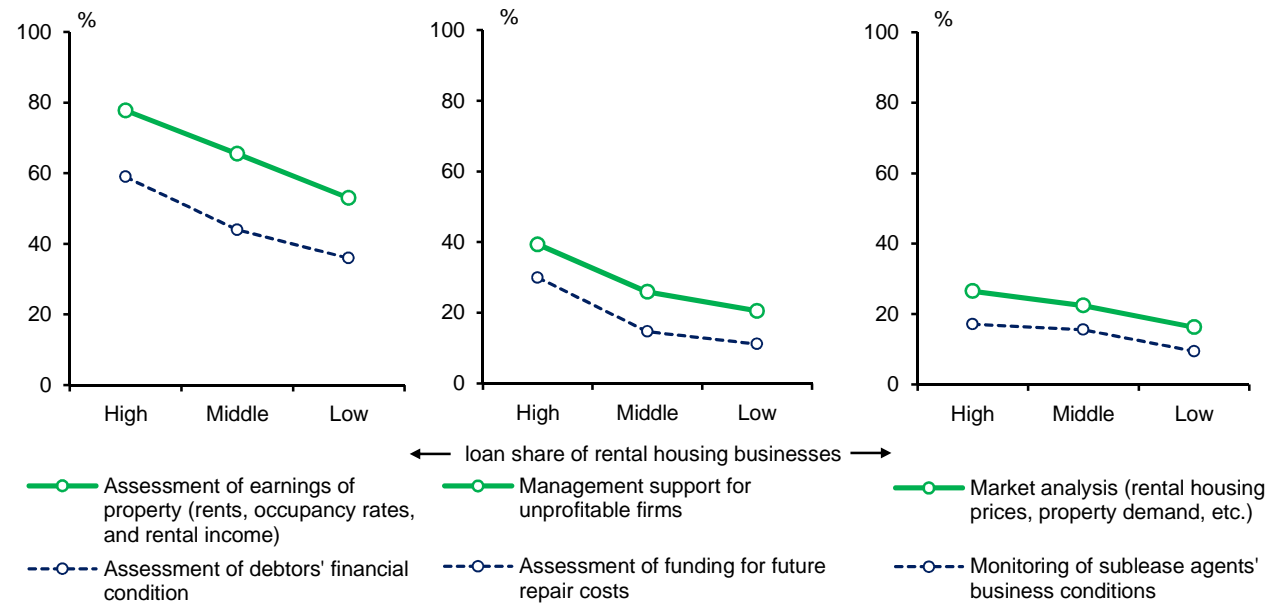 %
100
80
60
40
20
0
High Middle Low
%
100
80
60
40
20
0
High Middle Low
%
100
80
60
40
20
0
High Middle Low
loan share of rental housing businesses
Assessment of earnings of
property (rents, occupancy rates,
and rental income)
Assessment of debtors' financial
condition
Management support for
unprofitable firms
Assessment of funding for future
repair costs
Market analysis (rental housing
prices, property demand, etc.)
Monitoring of sublease agents'
business conditions